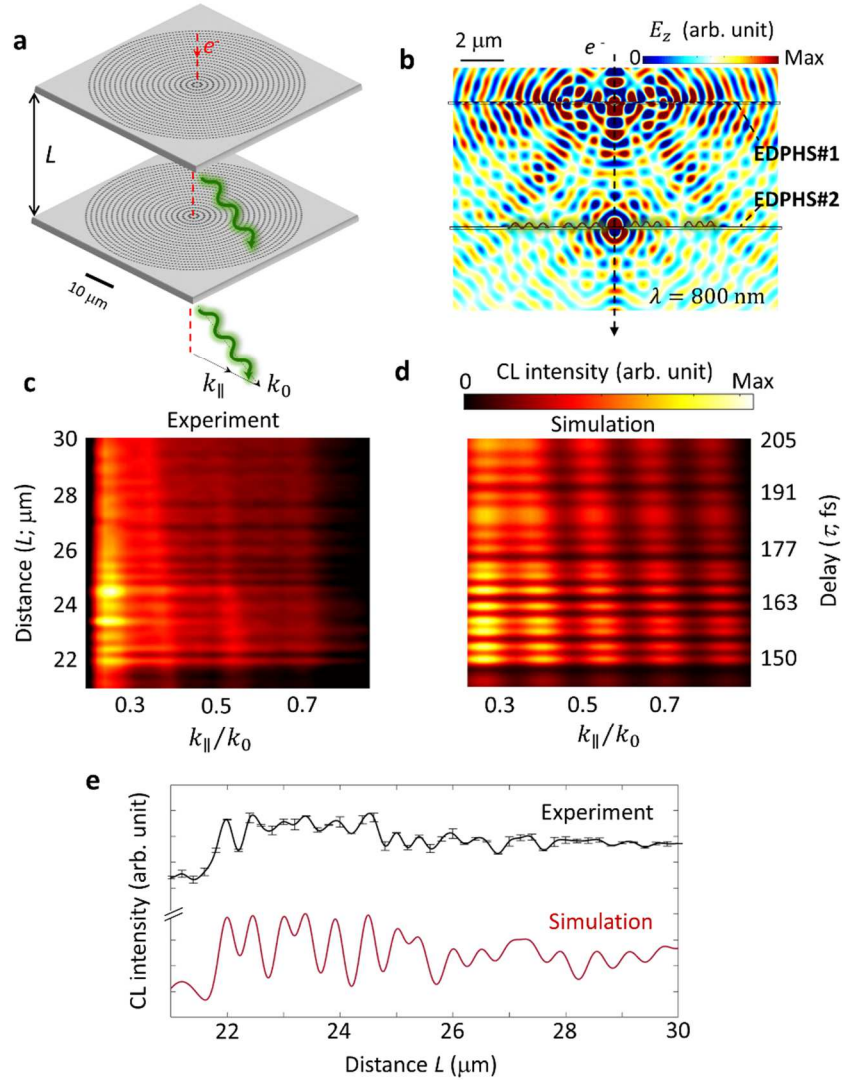 a
e⁻
L
10 μm
k∥ k₀
b
2 μm
e⁻
E_z (arb. unit)
0 Max
EDPHS#1
EDPHS#2
λ = 800 nm
c
Experiment
Distance (L; μm)
30
28
26
24
22
0.3 0.5 0.7
k∥/k₀
d
CL intensity (arb. unit)
0 Max
Simulation
205
191
177
163
150
Delay (τ; fs)
0.3 0.5 0.7
k∥/k₀
e
CL intensity (arb. unit)
Experiment
Simulation
22 24 26 28 30
Distance L (μm)